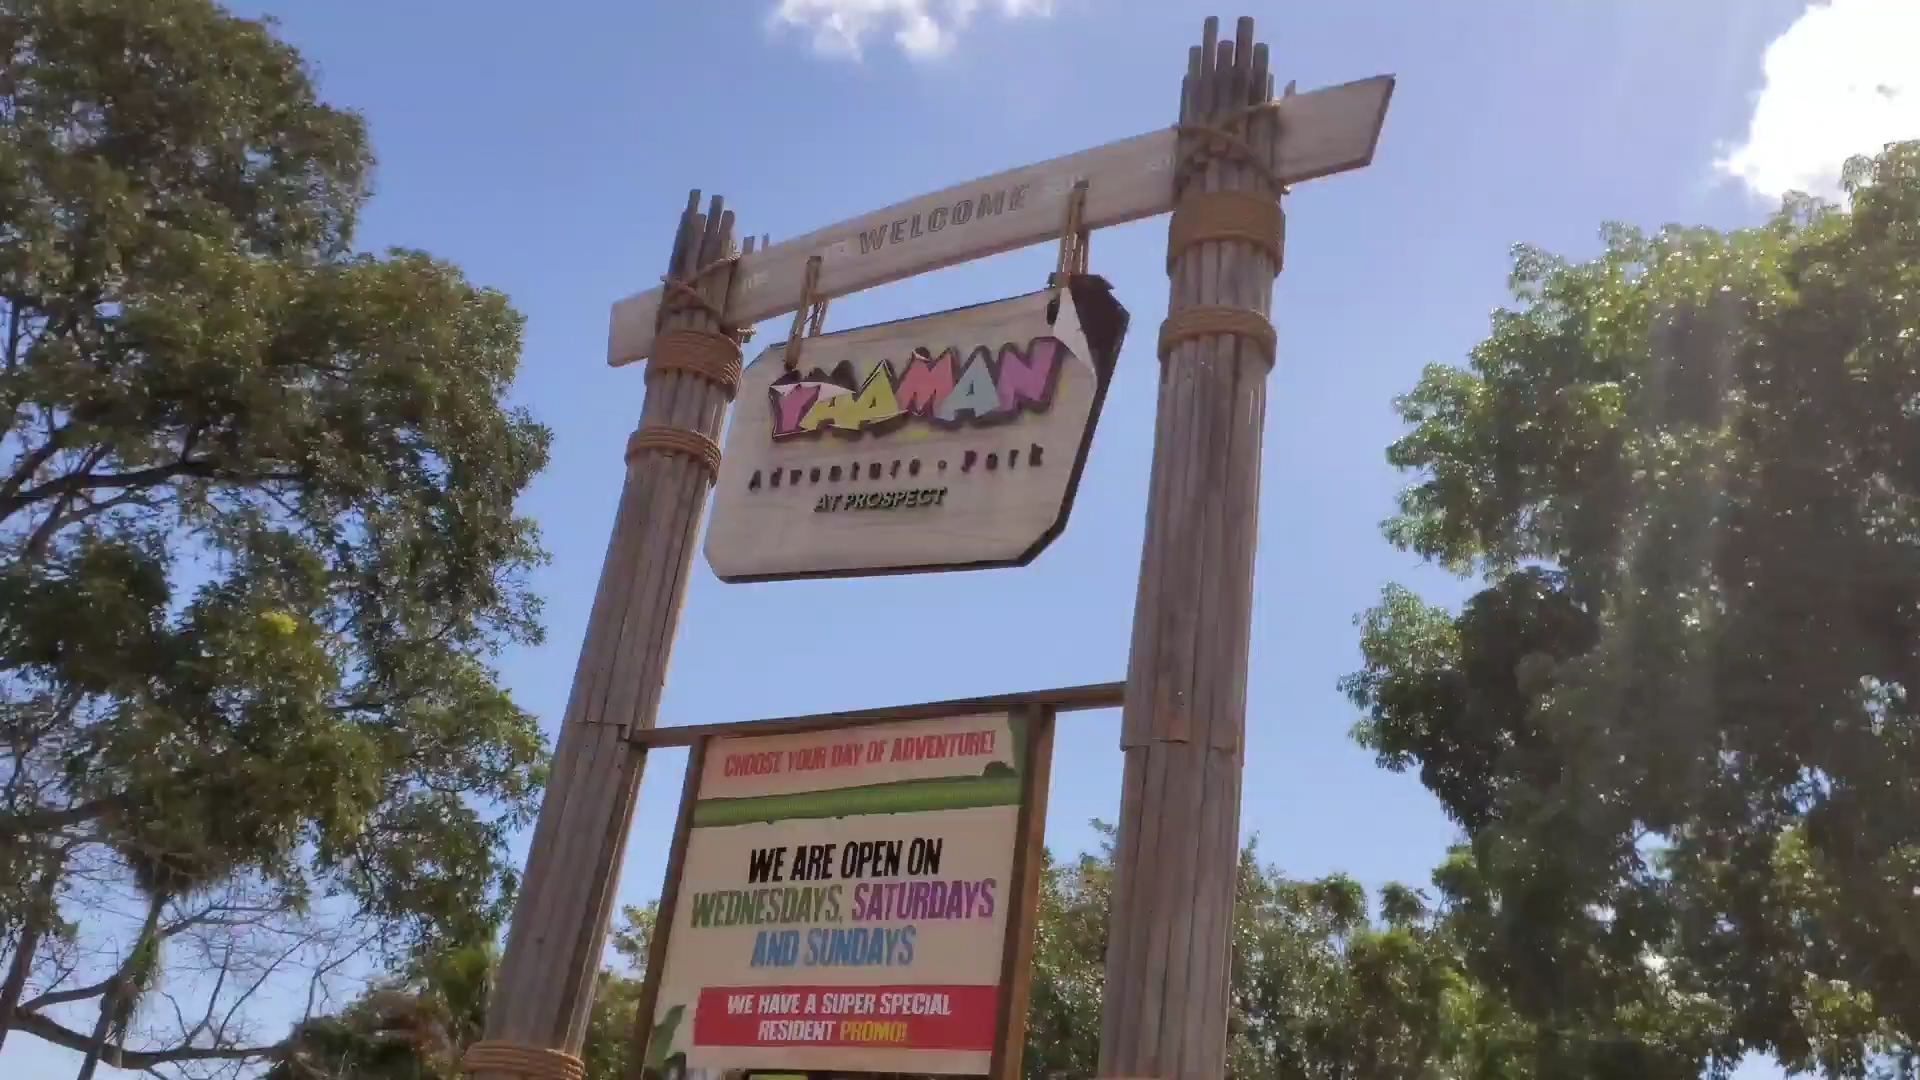 WELCOME
YAAMAN
Adventure • Park
AT PROSPECT
CHOOSE YOUR DAY OF ADVENTURE!
WE ARE OPEN ON
WEDNESDAYS, SATURDAYS
AND SUNDAYS
WE HAVE A SUPER SPECIAL
RESIDENT PROMO!